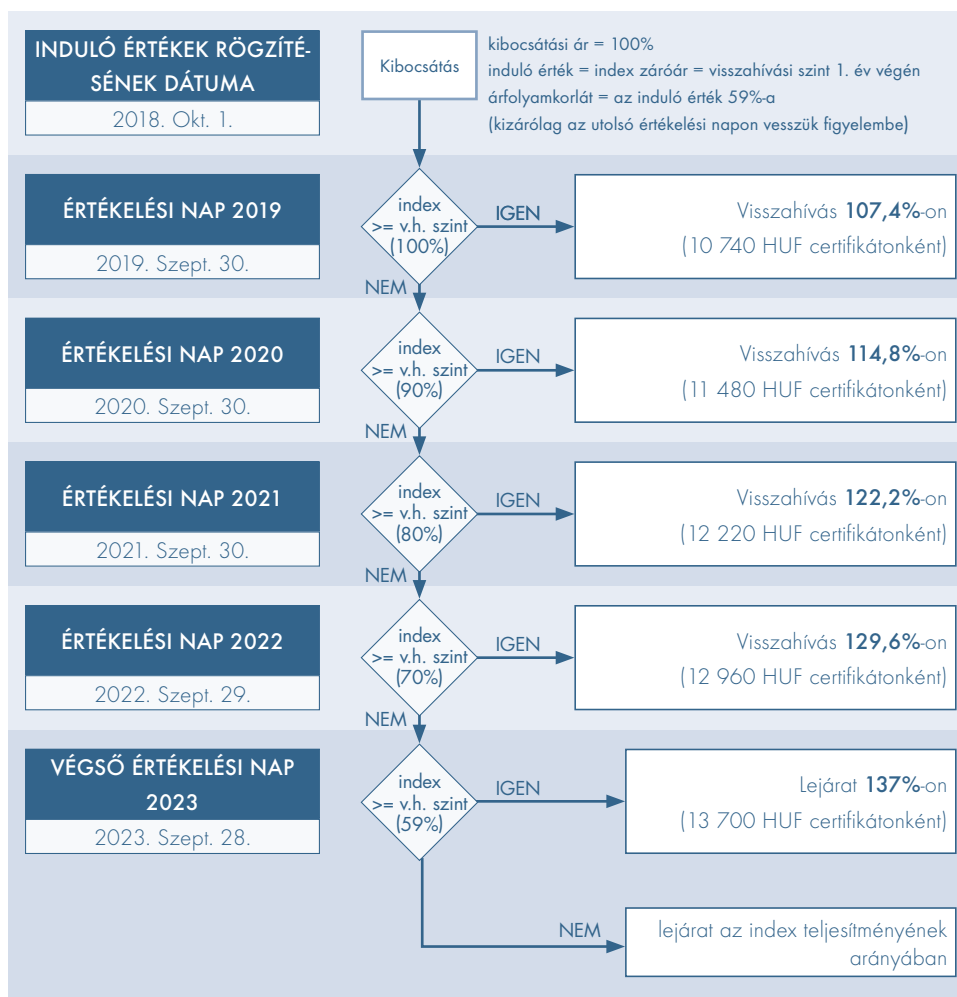 INDULÓ ÉRTÉKEK RÖGZÍTÉ-
SÉNEK DÁTUMA
2018. Okt. 1.
Kibocsátás
kibocsátási ár = 100%
induló érték = index záróár = visszahívási szint 1. év végén
árfolyamkorlát = az induló érték 59%-a
(kizárólag az utolsó értékelési napon vesszük figyelembe)
ÉRTÉKELÉSI NAP 2019
2019. Szept. 30.
index
>= v.h. szint
(100%)
IGEN
Visszahívás 107,4%-on
(10 740 HUF certifikátonként)
NEM
ÉRTÉKELÉSI NAP 2020
2020. Szept. 30.
index
>= v.h. szint
(90%)
IGEN
Visszahívás 114,8%-on
(11 480 HUF certifikátonként)
NEM
ÉRTÉKELÉSI NAP 2021
2021. Szept. 30.
index
>= v.h. szint
(80%)
IGEN
Visszahívás 122,2%-on
(12 220 HUF certifikátonként)
NEM
ÉRTÉKELÉSI NAP 2022
2022. Szept. 29.
index
>= v.h. szint
(70%)
IGEN
Visszahívás 129,6%-on
(12 960 HUF certifikátonként)
NEM
VÉGSŐ ÉRTÉKELÉSI NAP
2023
2023. Szept. 28.
index
>= v.h. szint
(59%)
IGEN
Lejárat 137%-on
(13 700 HUF certifikátonként)
NEM
lejárat az index teljesítményének
arányában